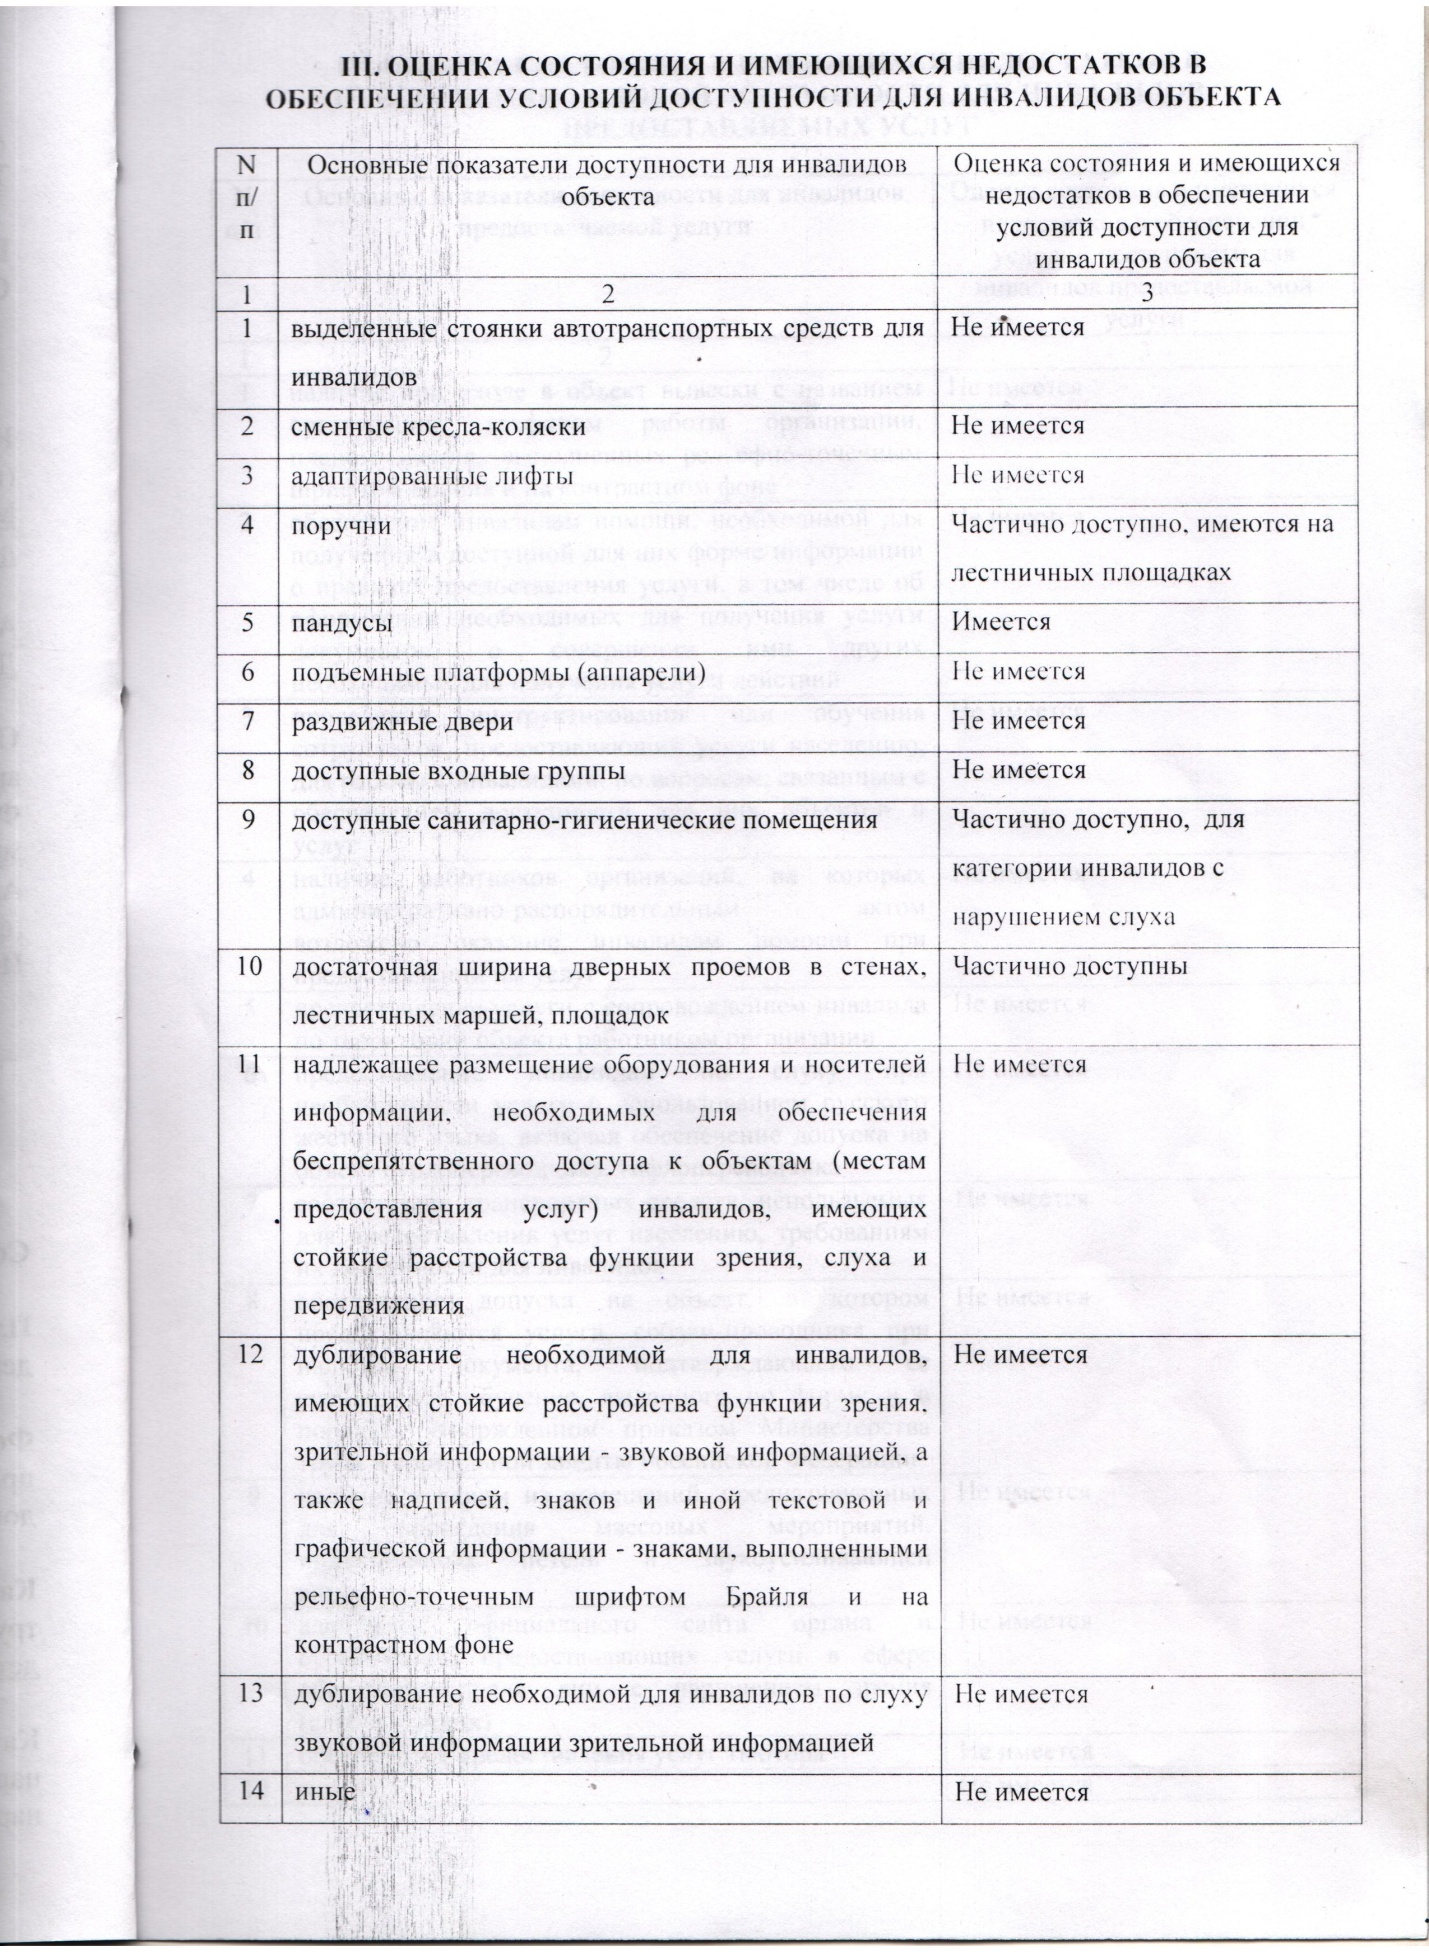 III. ОЦЕНКА СОСТОЯНИЯ И ИМЕЮЩИХСЯ НЕДОСТАТКОВ В
ОБЕСПЕЧЕНИИ УСЛОВИЙ ДОСТУПНОСТИ ДЛЯ ИНВАЛИДОВ ОБЪЕКТА
N
п/
п
Основные показатели доступности для инвалидов
объекта
Оценка состояния и имеющихся
недостатков в обеспечении
условий доступности для
инвалидов объекта
1 2 3
1 выделенные стоянки автотранспортных средств для Не имеется
инвалидов
2 сменные кресла-коляски Не имеется
3 адаптированные лифты Не имеется
4 поручни Частично доступно, имеются на
лестничных площадках
5 пандусы Имеется
6 подъемные платформы (аппарели) Не имеется
7 раздвижные двери Не имеется
8 доступные входные группы Не имеется
9 доступные санитарно-гигиенические помещения Частично доступно, для
категории инвалидов с
нарушением слуха
10 достаточная ширина дверных проемов в стенах, Частично доступны
лестничных маршей, площадок
11 надлежащее размещение оборудования и носителей Не имеется
информации, необходимых для обеспечения
беспрепятственного доступа к объектам (местам
предоставления услуг) инвалидов, имеющих
стойкие расстройства функции зрения, слуха и
передвижения
12 дублирование необходимой для инвалидов, Не имеется
имеющих стойкие расстройства функции зрения,
зрительной информации - звуковой информацией, а
также надписей, знаков и иной текстовой и
графической информации - знаками, выполненными
рельефно-точечным шрифтом Брайля и на
контрастном фоне
13 дублирование необходимой для инвалидов по слуху Не имеется
звуковой информации зрительной информацией
14 иные Не имеется